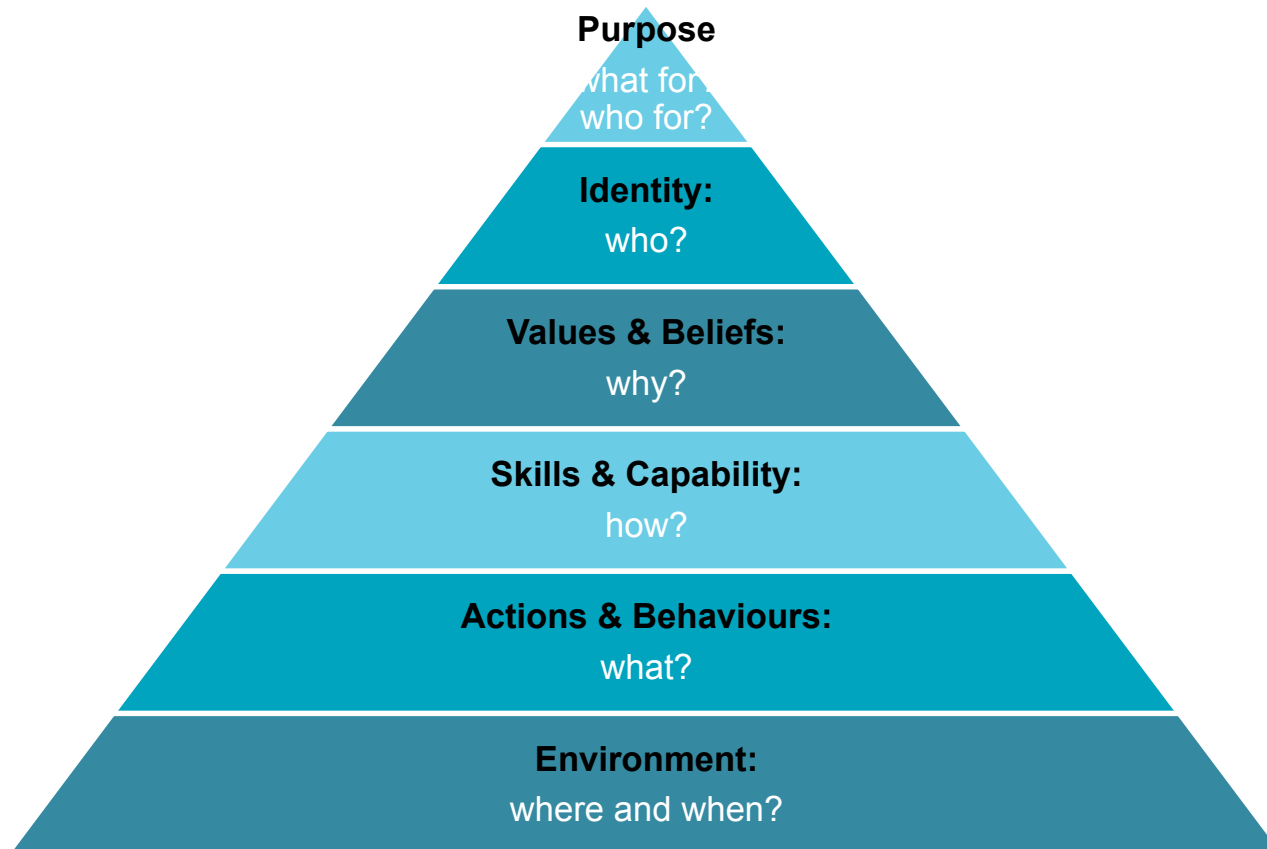 Purpose
what for?
who for?
Identity:
who?
Values & Beliefs:
why?
Skills & Capability:
how?
Actions & Behaviours:
what?
Environment:
where and when?